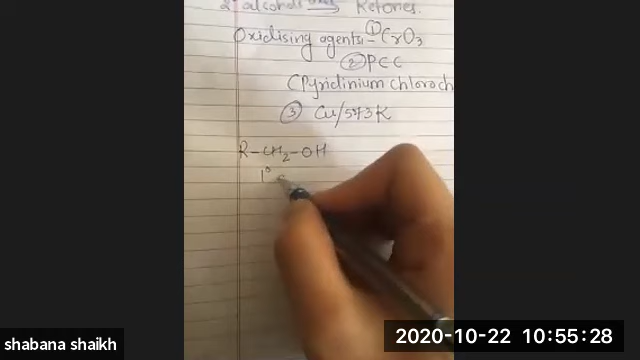 2° alcohols Ketones.
Oxidising agents:- ① CrO3
② PCC
(Pyridinium chloroch
③ Cu/573K
R-CH2-OH
1°
shabana shaikh
2020-10-22 10:55:28